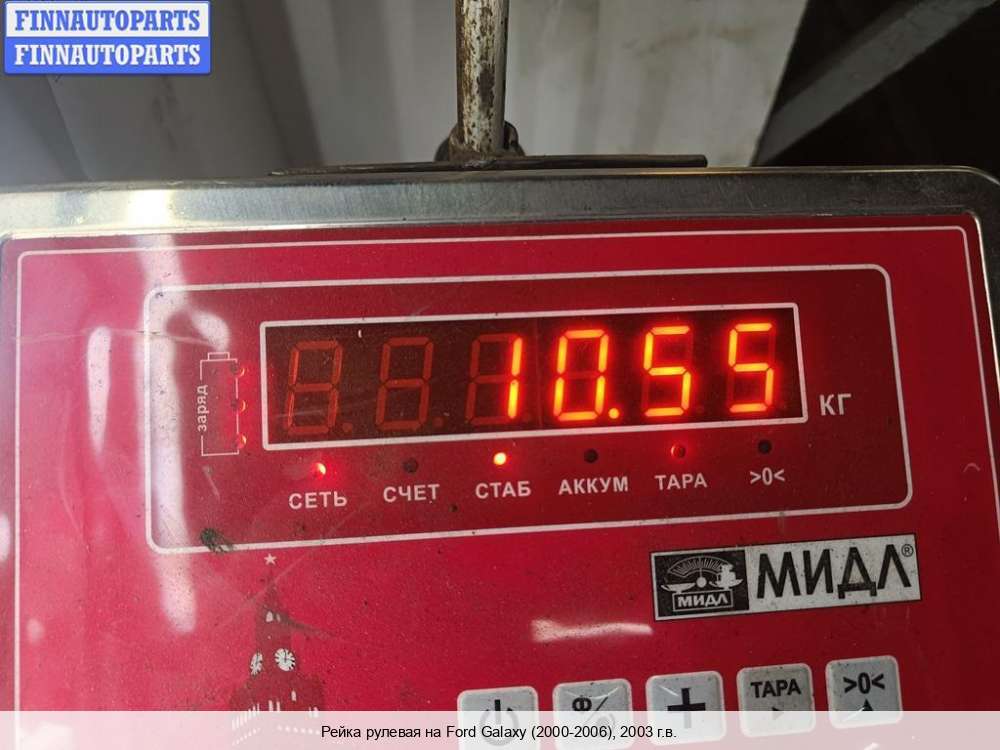 FINNAUTOPARTS
FINNAUTOPARTS
заряд
10.55
КГ
СЕТЬ СЧЕТ СТАБ АККУМ ТАРА >0<
МИДЛ МИДЛ®
Ф + ТАРА >0<
Рейка рулевая на Ford Galaxy (2000-2006), 2003 г.в.